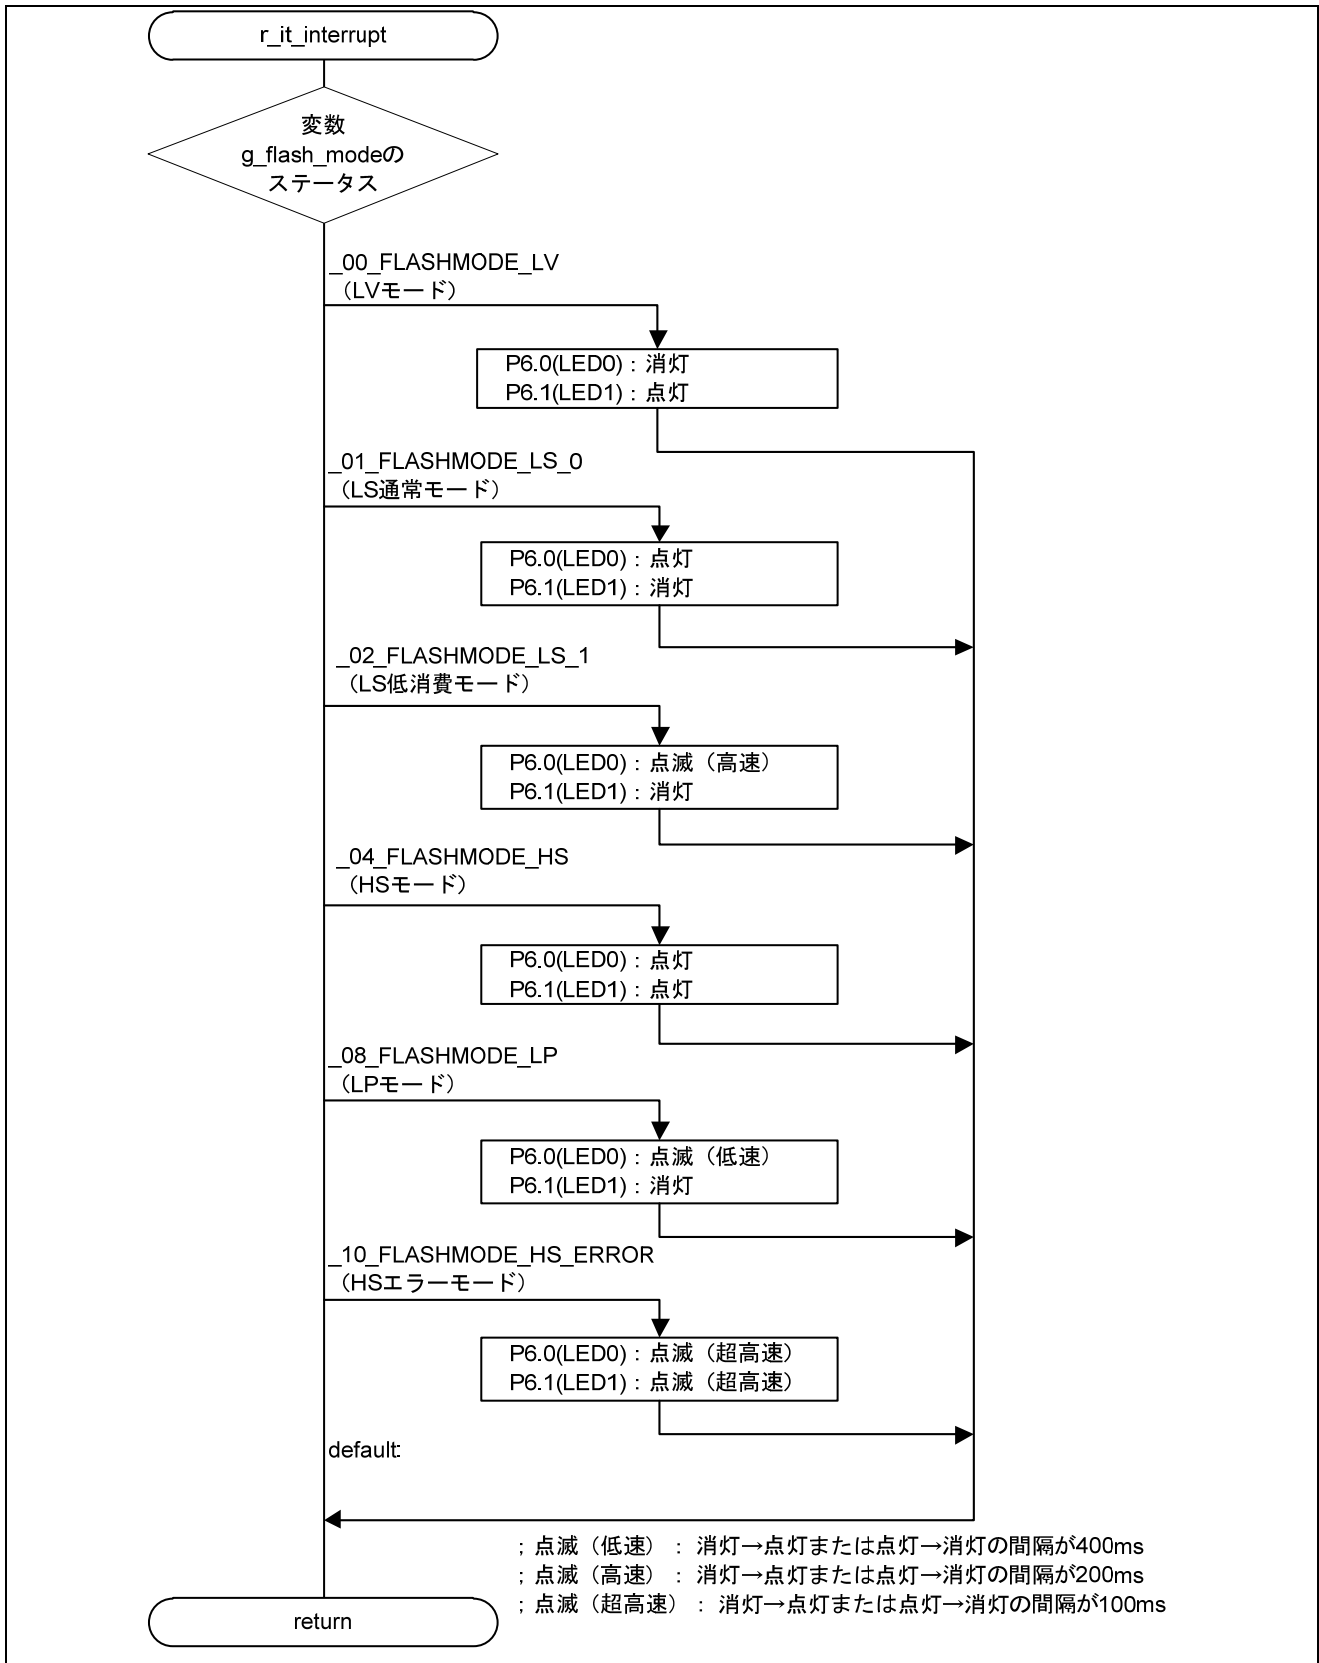 r_it_interrupt
変数
g_flash_modeの
ステータス
_00_FLASHMODE_LV
（LVモード）
P6.0(LED0)：消灯
P6.1(LED1)：点灯
_01_FLASHMODE_LS_0
（LS通常モード）
P6.0(LED0)：点灯
P6.1(LED1)：消灯
_02_FLASHMODE_LS_1
（LS低消費モード）
P6.0(LED0)：点滅（高速）
P6.1(LED1)：消灯
_04_FLASHMODE_HS
（HSモード）
P6.0(LED0)：点灯
P6.1(LED1)：点灯
_08_FLASHMODE_LP
（LPモード）
P6.0(LED0)：点滅（低速）
P6.1(LED1)：消灯
_10_FLASHMODE_HS_ERROR
（HSエラーモード）
P6.0(LED0)：点滅（超高速）
P6.1(LED1)：点滅（超高速）
default:
; 点滅（低速）： 消灯→点灯または点灯→消灯の間隔が400ms
; 点滅（高速）： 消灯→点灯または点灯→消灯の間隔が200ms
; 点滅（超高速）： 消灯→点灯または点灯→消灯の間隔が100ms
return